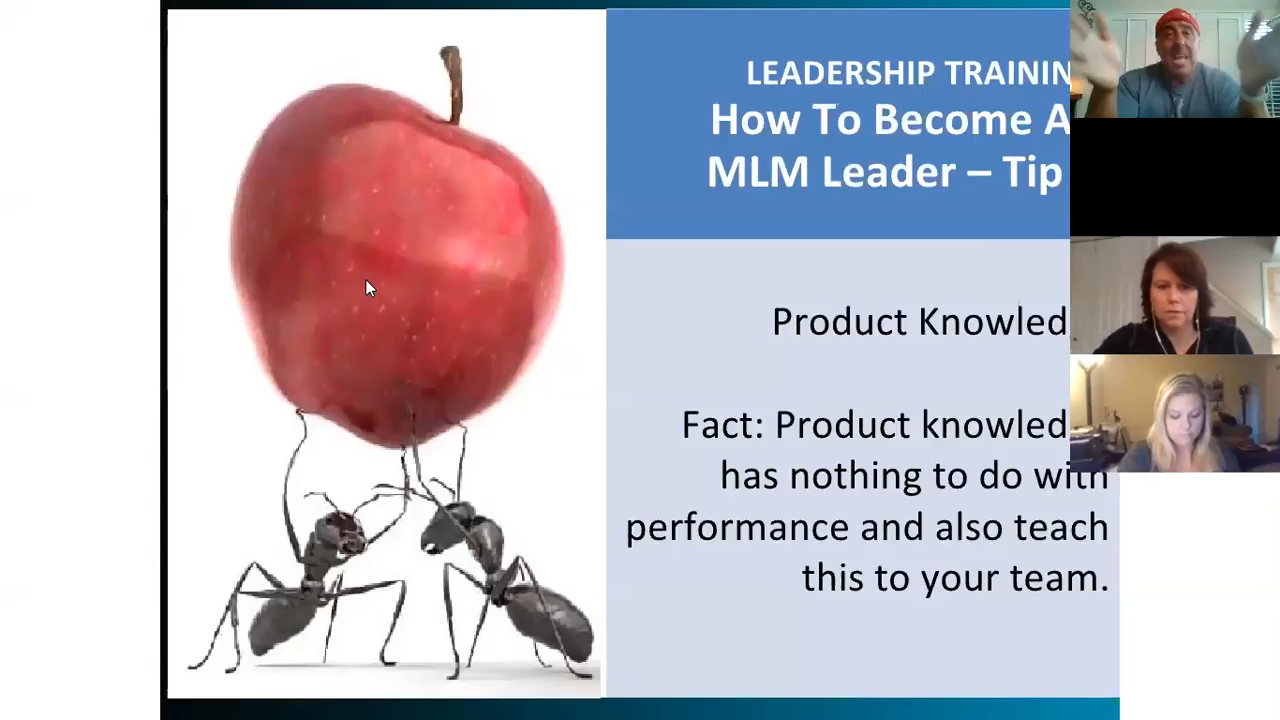 LEADERSHIP TRAININ
How To Become A
MLM Leader – Tip
Product Knowled
Fact: Product knowled
has nothing to do with
performance and also teach
this to your team.